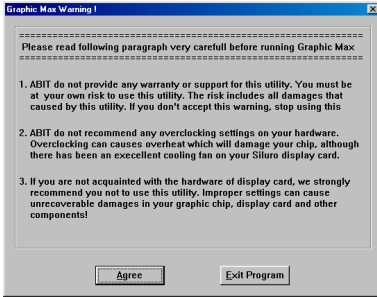 Graphic Max Warning !
==================================================
Please read following paragraph very carefull before running Graphic Max
==================================================
1. ABIT do not provide any warranty or support for this utility. You must be
at your own risk to use this utility. The risk includes all damages that
caused by this utility. If you don't accept this warning, stop using this
2. ABIT do not recommend any overclocking settings on your hardware.
Overclocking can causes overheat which will damage your chip, although
there has been an execellent cooling fan on your Siluro display card.
3. If you are not acquainted with the hardware of display card, we strongly
recommend you not to use this utility. Improper settings can cause
unrecoverable damages in your graphic chip, display card and other
components!
Agree
Exit Program